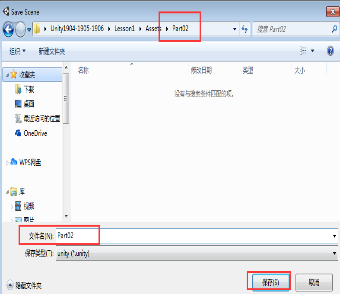 Save Scene
Unity1904-1905-1906 ▸ Lesson1 ▸ Assets ▸ Part02
搜索 Part02
组织 新建文件夹
收藏夹
下载
桌面
最近访问的位置
OneDrive
WPS网盘
库
视频
图片
名称 修改日期 类型 大小
没有与搜索条件匹配的项。
文件名(N): Part02
保存类型(T): unity (*.unity)
隐藏文件夹
保存(S) 取消